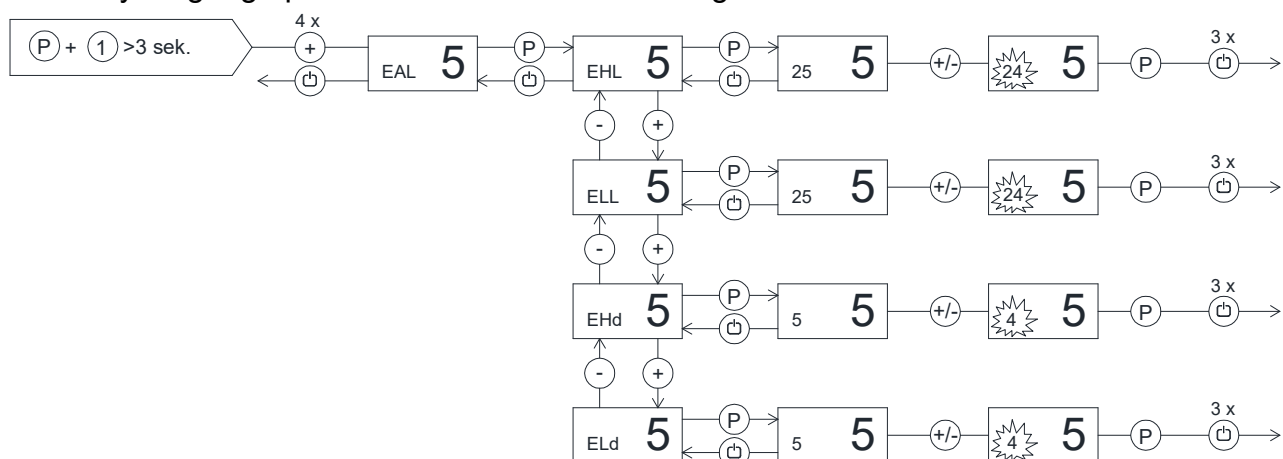 4 x
P + 1 >3 sek. + EAL 5 P EHL 5 P 25 5 +/- 24 5 P 3 x
- +
ELL 5 P 25 5 +/- 24 5 P 3 x
- +
EHd 5 P 5 5 +/- 4 5 P 3 x
- +
ELd 5 P 5 5 +/- 4 5 P 3 x